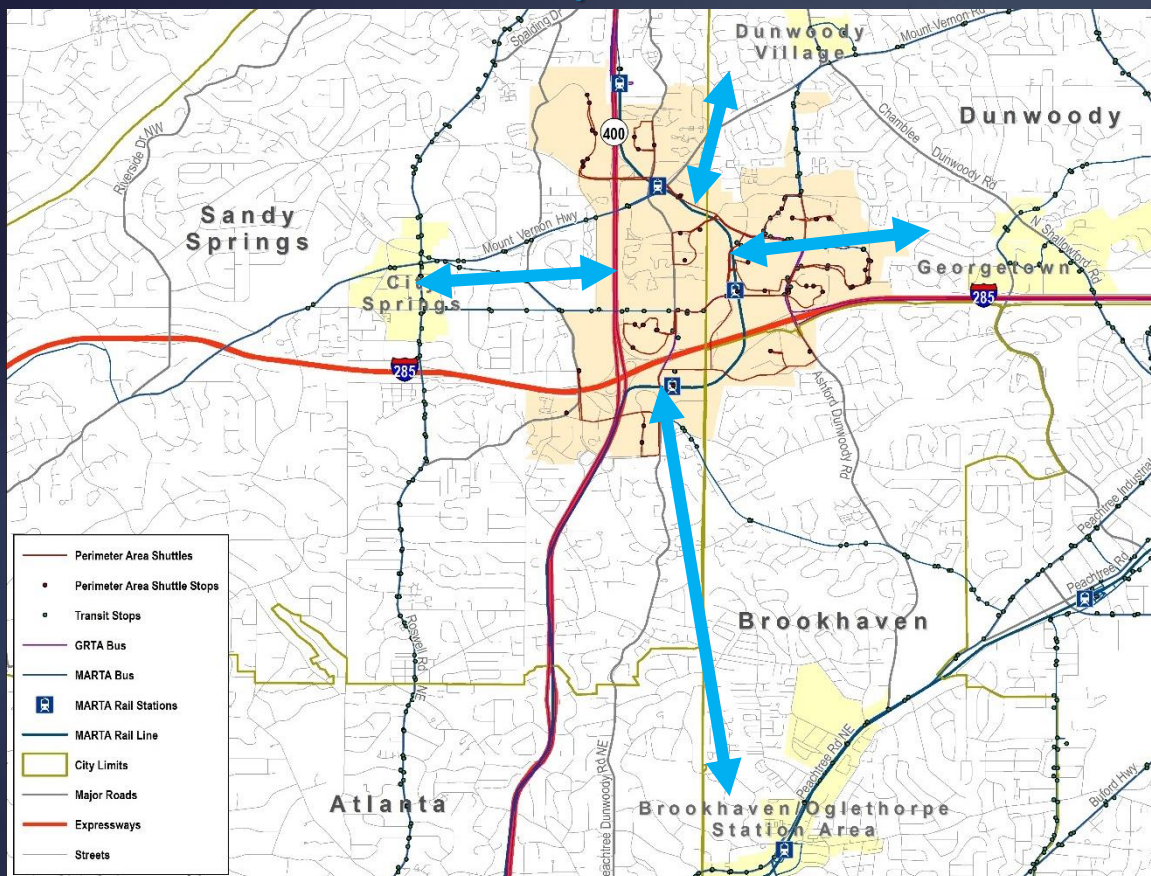 Spalding Dr
Dunwoody
Village
Mount-Vernon Rd
400
Chamblee Dunwoody Rd
Dunwoody
Riverside Dr NW
Sandy
Springs
Mount Vernon Hwy
N Shallowford Rd
Georgetown
City
Springs
285
285
Ashford Dunwoody Rd
Peachtree Industrial
Peachtree Rd
Brookhaven
Roswell Rd NE
Peachtree Rd NE
Buford Hwy
Atlanta
Peachtree Dunwoody Rd NE
Brookhaven/Oglethorpe
Station Area
Perimeter Area Shuttles
Perimeter Area Shuttle Stops
Transit Stops
GRTA Bus
MARTA Bus
MARTA Rail Stations
MARTA Rail Line
City Limits
Major Roads
Expressways
Streets